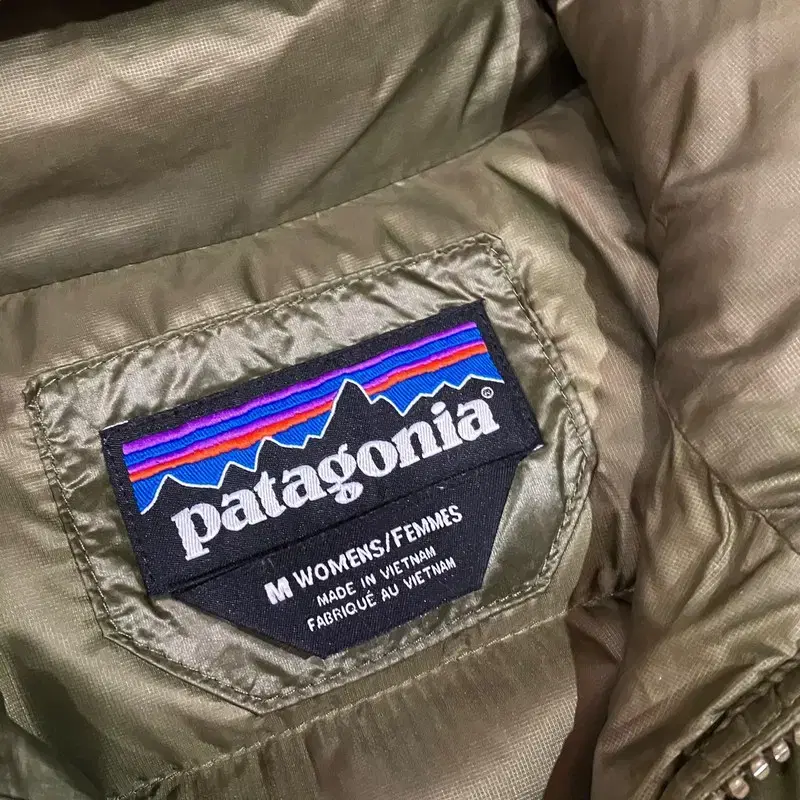 patagonia®
M WOMENS/FEMMES
MADE IN VIETNAM
FABRIQUÉ AU VIETNAM